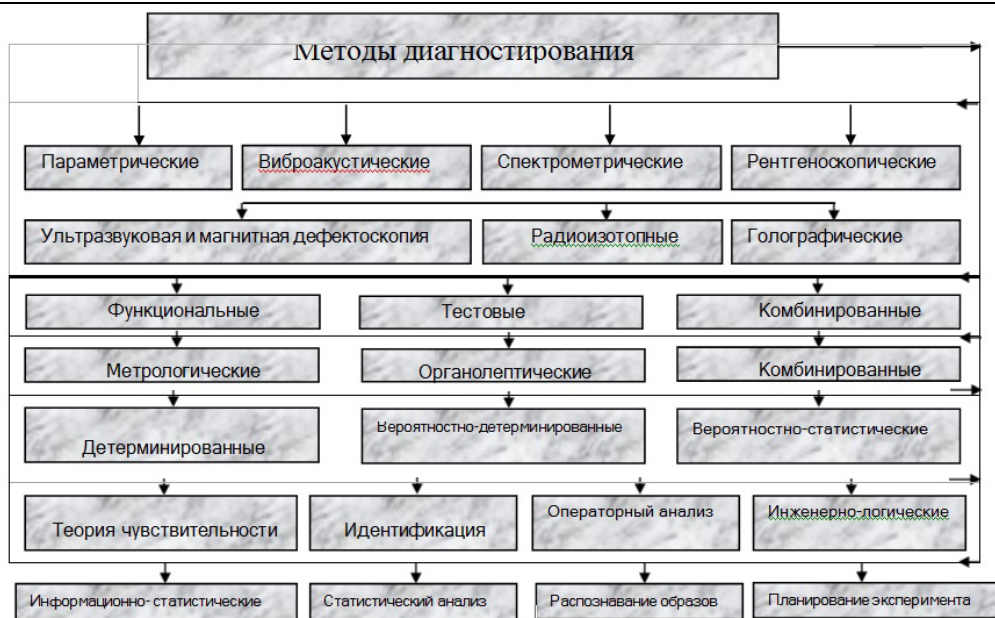 Методы диагностирования
Параметрические Виброакустические Спектрометрические Рентгеноскопические
Ультразвуковая и магнитная дефектоскопия Радиоизотопные Голографические
Функциональные Тестовые Комбинированные
Метрологические Органолептические Комбинированные
Детерминированные Вероятностно-детерминированные Вероятностно-статистические
Теория чувствительности Идентификация Операторный анализ Инженерно-логические
Информационно-статистические Статистический анализ Распознавание образов Планирование эксперимента